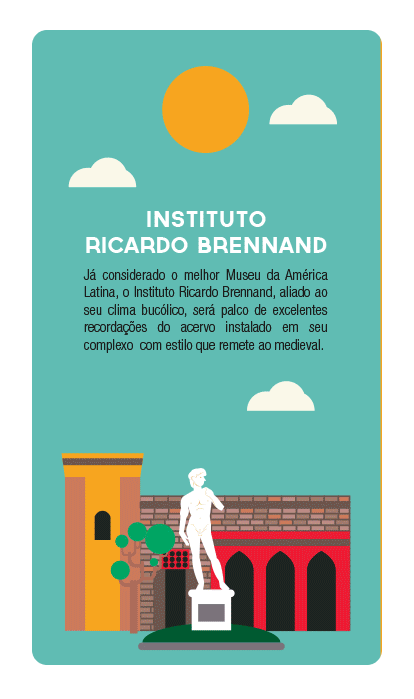 INSTITUTO
RICARDO BRENNAND
Já considerado o melhor Museu da América
Latina, o Instituto Ricardo Brennand, aliado ao
seu clima bucólico, será palco de excelentes
recordações do acervo instalado em seu
complexo com estilo que remete ao medieval.